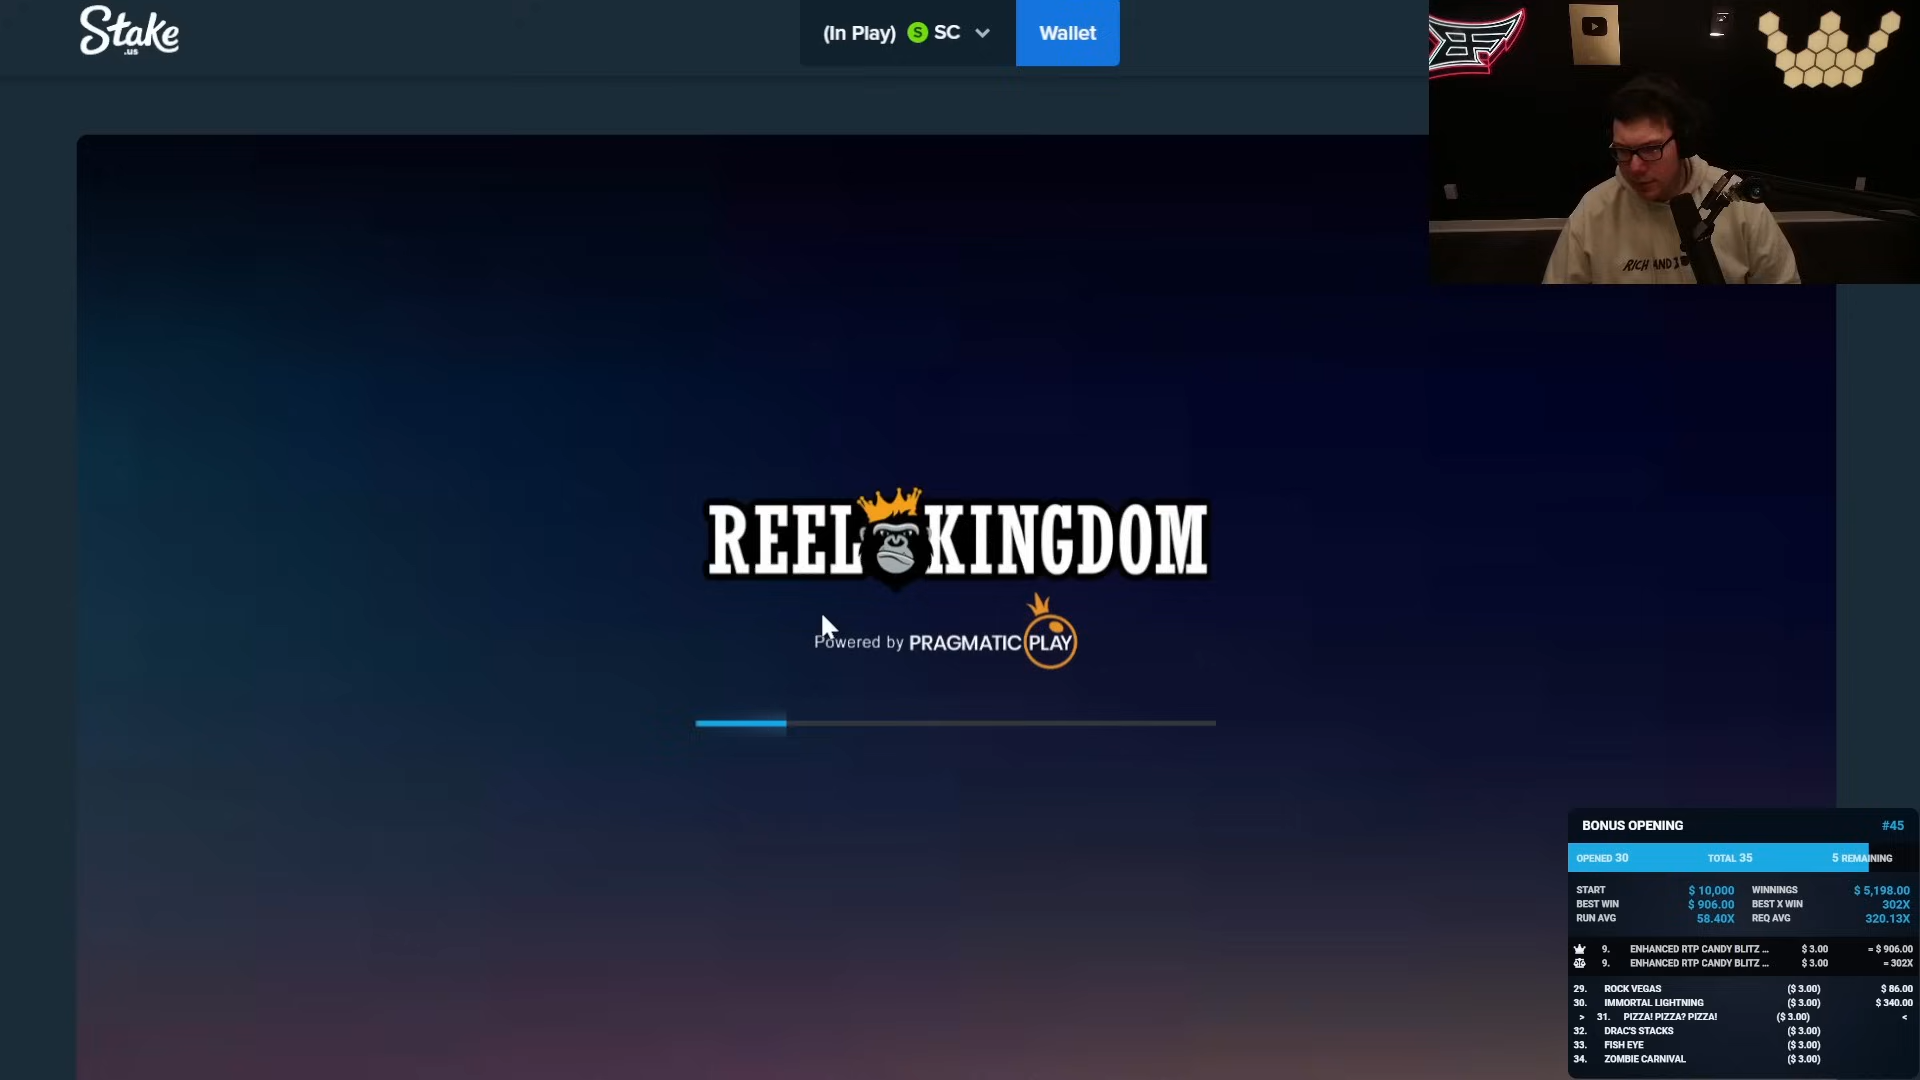 Stake
.us
(In Play) S SC
Wallet
RICH AND
REEL KINGDOM
Powered by PRAGMATIC PLAY
BONUS OPENING #45
OPENED 30 TOTAL 35 5 REMAINING
START $ 10,000 WINNINGS $ 5,198.00
BEST WIN $ 906.00 BEST X WIN 302X
RUN AVG 58.40X REQ AVG 320.13X
9. ENHANCED RTP CANDY BLITZ ... $ 3.00 = $ 906.00
9. ENHANCED RTP CANDY BLITZ ... $ 3.00 = 302X
29. ROCK VEGAS ($ 3.00) $ 86.00
30. IMMORTAL LIGHTNING ($ 3.00) $ 340.00
> 31. PIZZA! PIZZA? PIZZA! ($ 3.00) <
32. DRAC'S STACKS ($ 3.00)
33. FISH EYE ($ 3.00)
34. ZOMBIE CARNIVAL ($ 3.00)